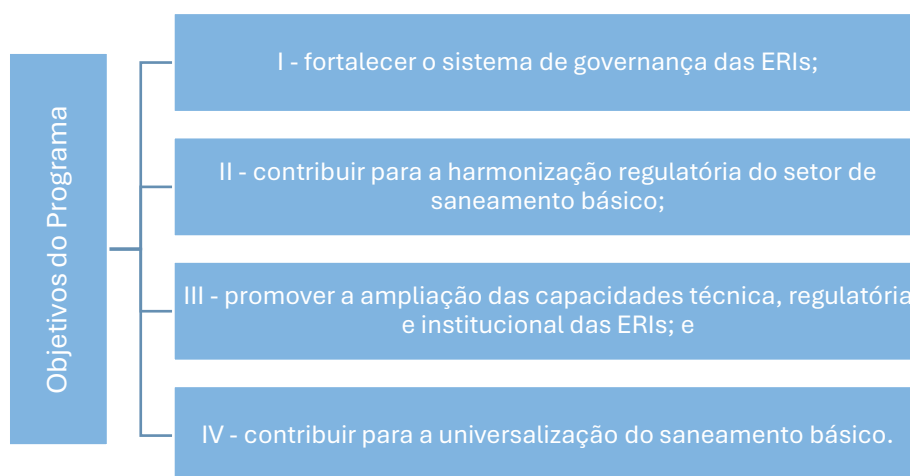 Objetivos do Programa
I - fortalecer o sistema de governança das ERIs;
II - contribuir para a harmonização regulatória do setor de
saneamento básico;
III - promover a ampliação das capacidades técnica, regulatória
e institucional das ERIs; e
IV - contribuir para a universalização do saneamento básico.